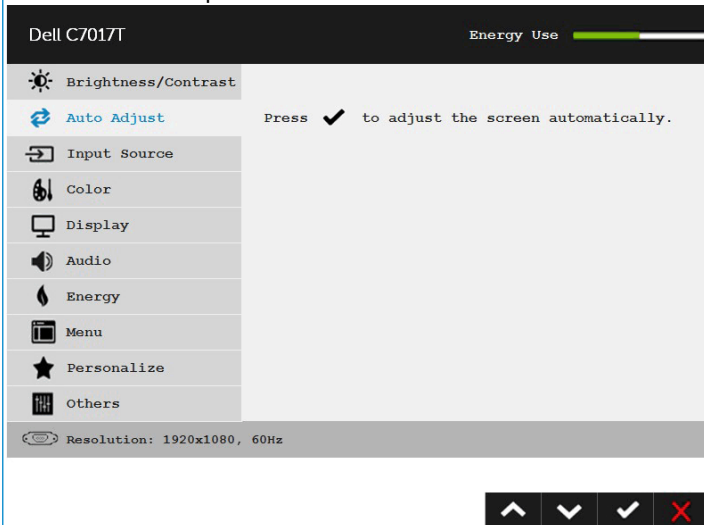 Dell C7017T
Energy Use
Brightness/Contrast
Auto Adjust
Press ✔ to adjust the screen automatically.
Input Source
Color
Display
Audio
Energy
Menu
Personalize
Others
Resolution: 1920x1080, 60Hz